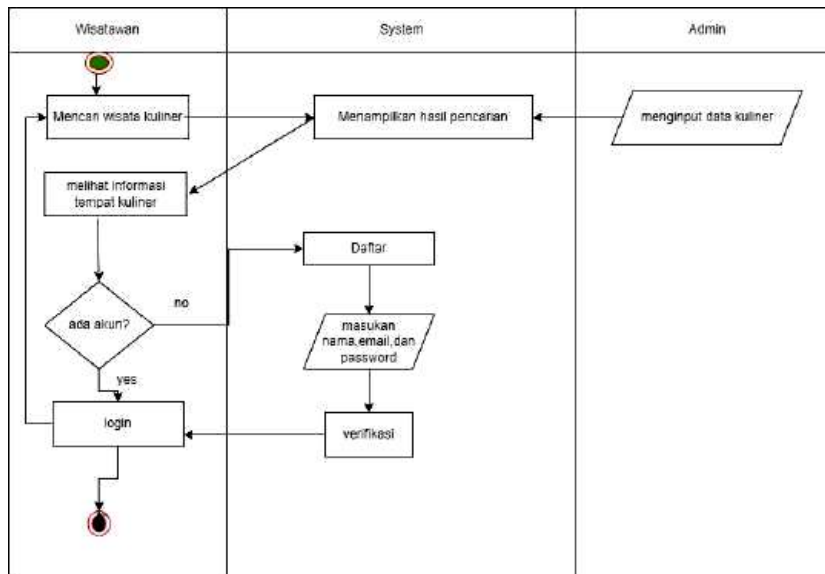 Wisatawan
System
Admin
Mencari wisata kuliner
Menampilkan hasil pencarian
menginput data kuliner
melihat informasi
tempat kuliner
Daftar
no
ada akun?
masukan
nama,email,dan
password
yes
login
verifikasi